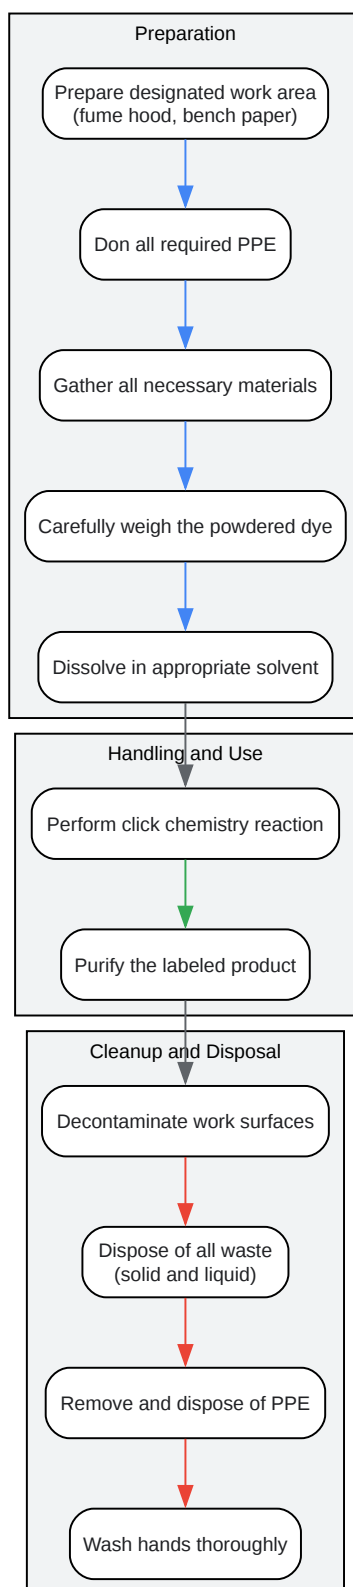 Preparation
Prepare designated work area
(fume hood, bench paper)
Don all required PPE
Gather all necessary materials
Carefully weigh the powdered dye
Dissolve in appropriate solvent
Handling and Use
Perform click chemistry reaction
Purify the labeled product
Cleanup and Disposal
Decontaminate work surfaces
Dispose of all waste
(solid and liquid)
Remove and dispose of PPE
Wash hands thoroughly